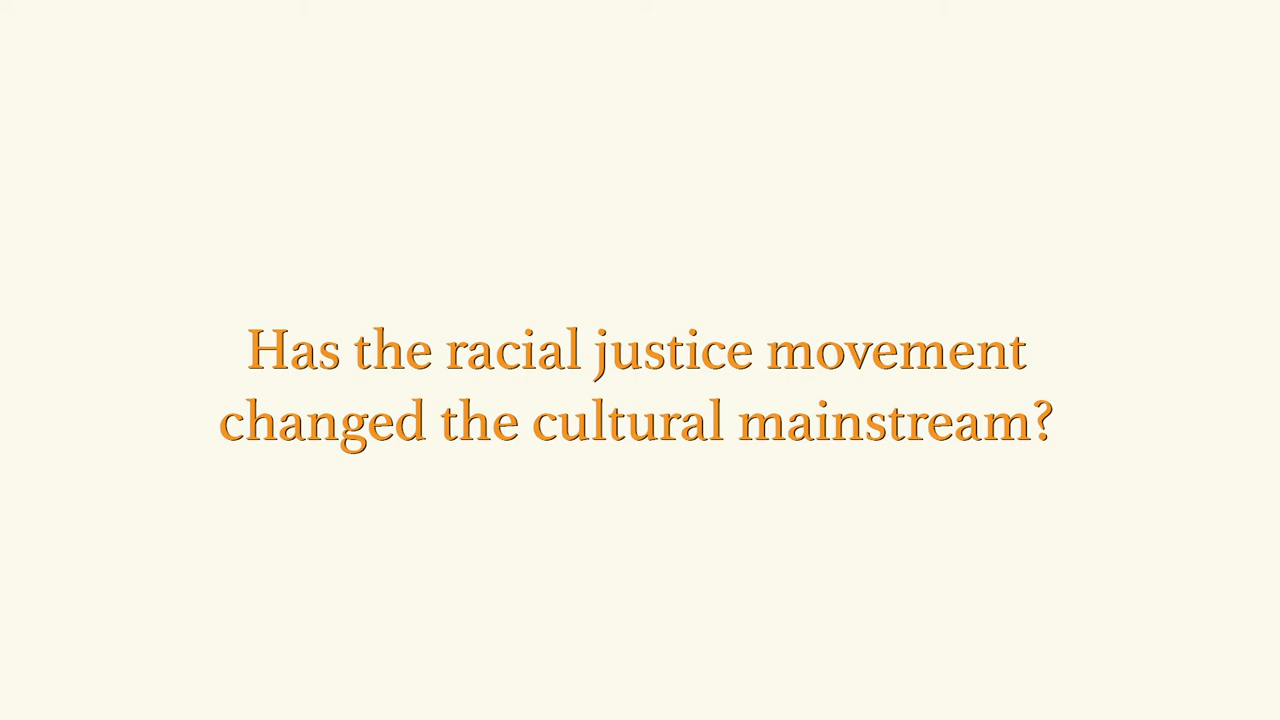 Has the racial justice movement
changed the cultural mainstream?